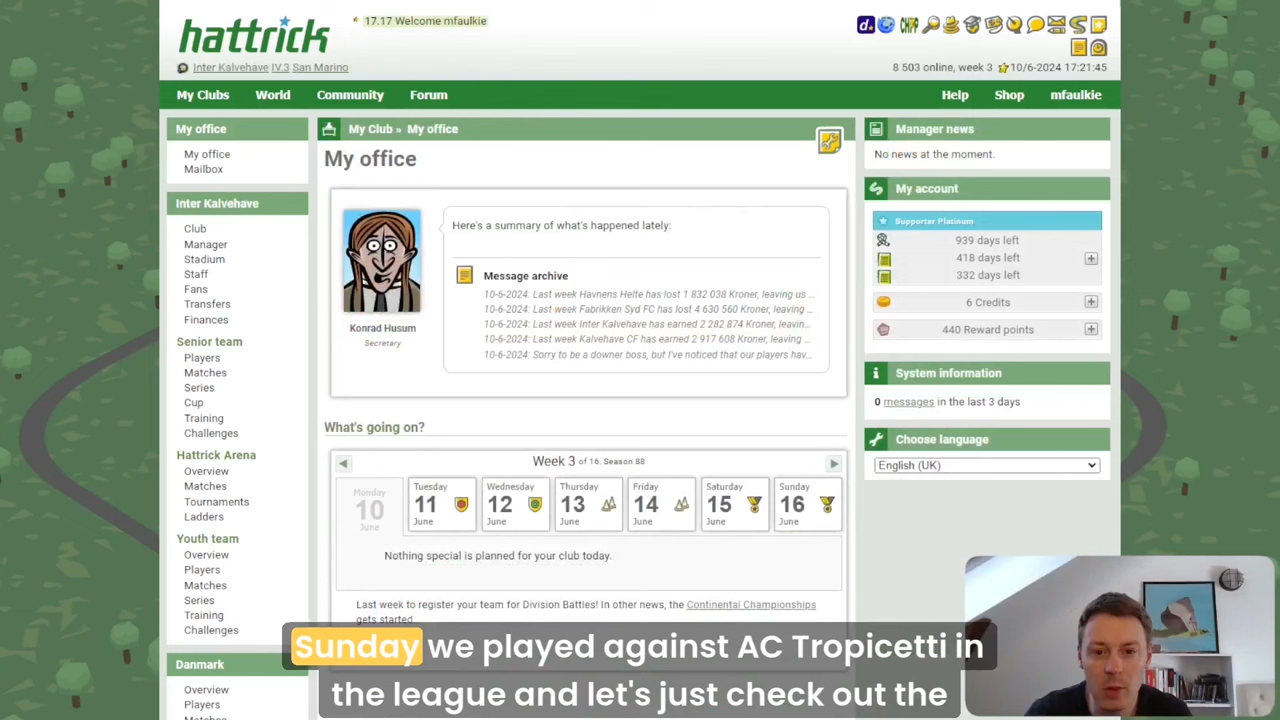 hattrick
17.17 Welcome mfaulkie
Inter Kalvehave IV.3 San Marino
d.
CHPP
8 503 online, week 3 10/6-2024 17:21:45
My Clubs World Community Forum
Help Shop mfaulkie
My office
My office
Mailbox
Inter Kalvehave
Club
Manager
Stadium
Staff
Fans
Transfers
Finances
Senior team
Players
Matches
Series
Cup
Training
Challenges
Hattrick Arena
Overview
Matches
Tournaments
Ladders
Youth team
Overview
Players
Matches
Series
Training
Challenges
Danmark
Overview
Players
My Club » My office
My office
Here's a summary of what's happened lately:
Konrad Husum
Secretary
Message archive
10-6-2024: Last week Havnens Helte has lost 1 832 038 Kroner, leaving us ...
10-6-2024: Last week Fabrikken Syd FC has lost 4 630 560 Kroner, leaving ...
10-6-2024: Last week Inter Kalvehave has earned 2 282 874 Kroner, leavin...
10-6-2024: Last week Kalvehave CF has earned 2 917 608 Kroner, leaving ...
10-6-2024: Sorry to be a downer boss, but I've noticed that our players hav...
What's going on?
Week 3 of 16, Season 88
Monday
10
June
Tuesday
11
June
Wednesday
12
June
Thursday
13
June
Friday
14
June
Saturday
15
June
Sunday
16
June
Nothing special is planned for your club today.
Last week to register your team for Division Battles! In other news, the Continental Championships
gets started.
Manager news
No news at the moment.
My account
Supporter Platinum
939 days left
418 days left
332 days left
6 Credits
440 Reward points
System information
0 messages in the last 3 days
Choose language
English (UK)
Sunday we played against AC Tropicetti in
the league and let's just check out the